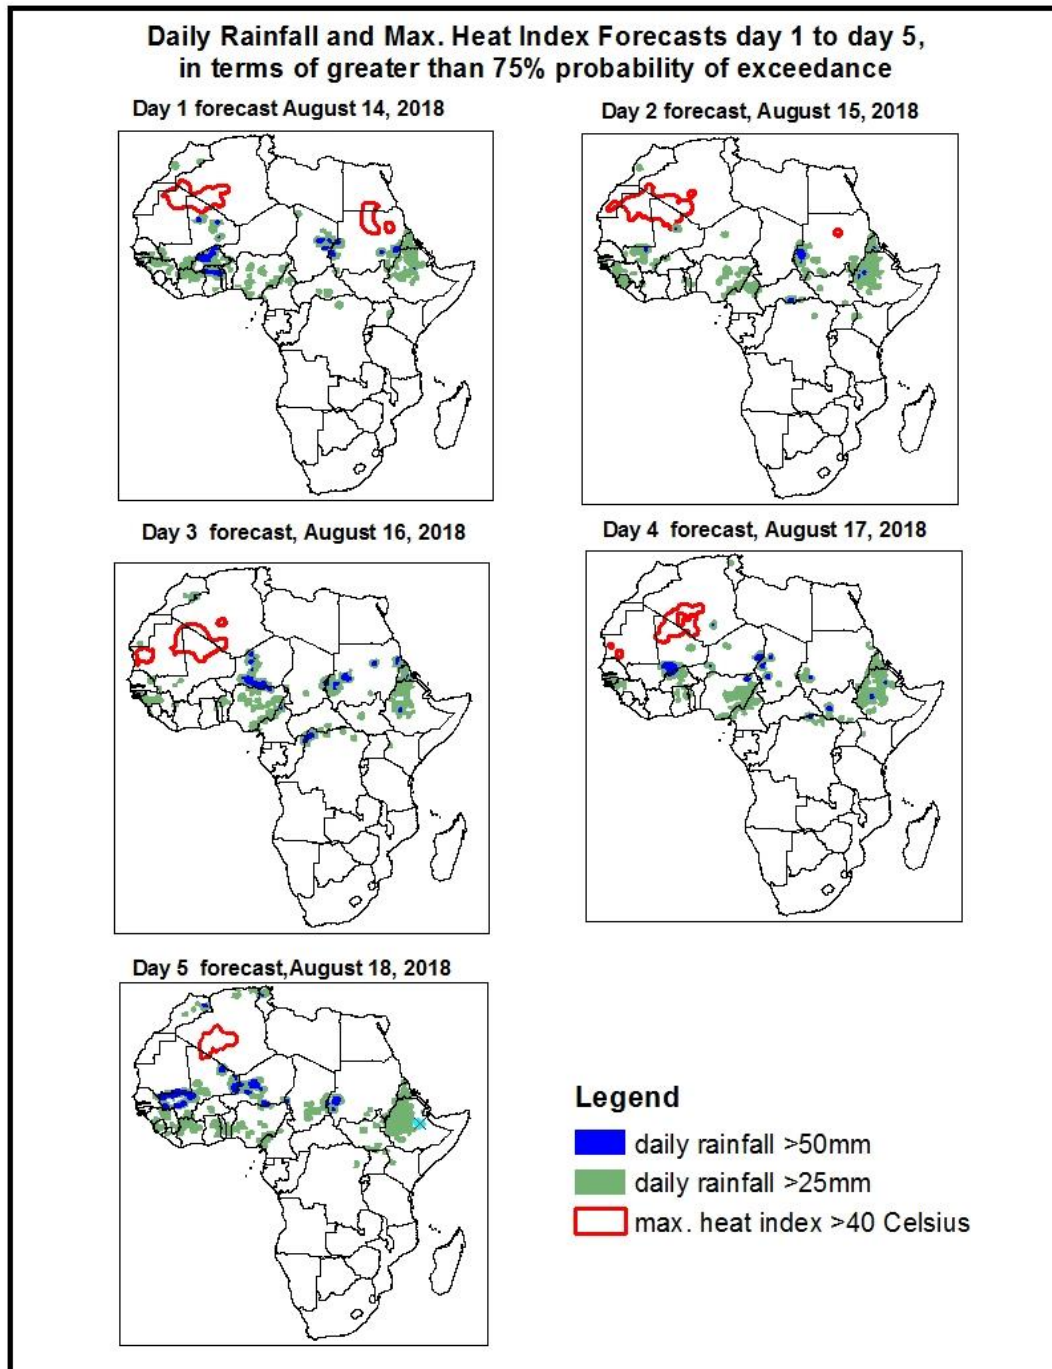 Daily Rainfall and Max. Heat Index Forecasts day 1 to day 5,
in terms of greater than 75% probability of exceedance
Day 1 forecast August 14, 2018
Day 2 forecast, August 15, 2018
Day 3 forecast, August 16, 2018
Day 4 forecast, August 17, 2018
Day 5 forecast,August 18, 2018
Legend
daily rainfall >50mm
daily rainfall >25mm
max. heat index >40 Celsius